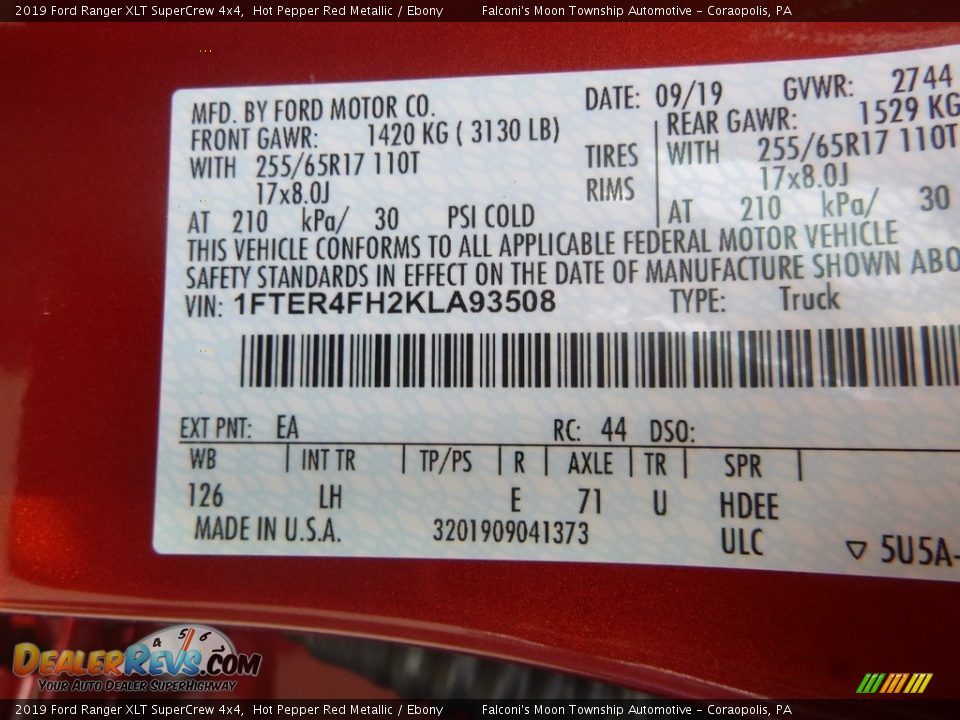 2019 Ford Ranger XLT SuperCrew 4x4, Hot Pepper Red Metallic / Ebony Falconi's Moon Township Automotive - Coraopolis, PA
MFD. BY FORD MOTOR CO. DATE: 09/19 GVWR: 2744
FRONT GAWR: 1420 KG ( 3130 LB) REAR GAWR: 1529 KG
WITH 255/65R17 110T TIRES WITH 255/65R17 110T
17x8.0J RIMS 17x8.0J
AT 210 kPa/ 30 PSI COLD AT 210 kPa/ 30
THIS VEHICLE CONFORMS TO ALL APPLICABLE FEDERAL MOTOR VEHICLE
SAFETY STANDARDS IN EFFECT ON THE DATE OF MANUFACTURE SHOWN ABO
VIN: 1FTER4FH2KLA93508 TYPE: Truck
EXT PNT: EA RC: 44 DSO:
WB INT TR TP/PS R AXLE TR SPR
126 LH E 71 U HDEE
MADE IN U.S.A. 3201909041373 ULC ▽ 5U5A-
4 5 6
DEALERREVS.COM
YOUR AUTO DEALER SUPERHIGHWAY
2019 Ford Ranger XLT SuperCrew 4x4, Hot Pepper Red Metallic / Ebony Falconi's Moon Township Automotive - Coraopolis, PA